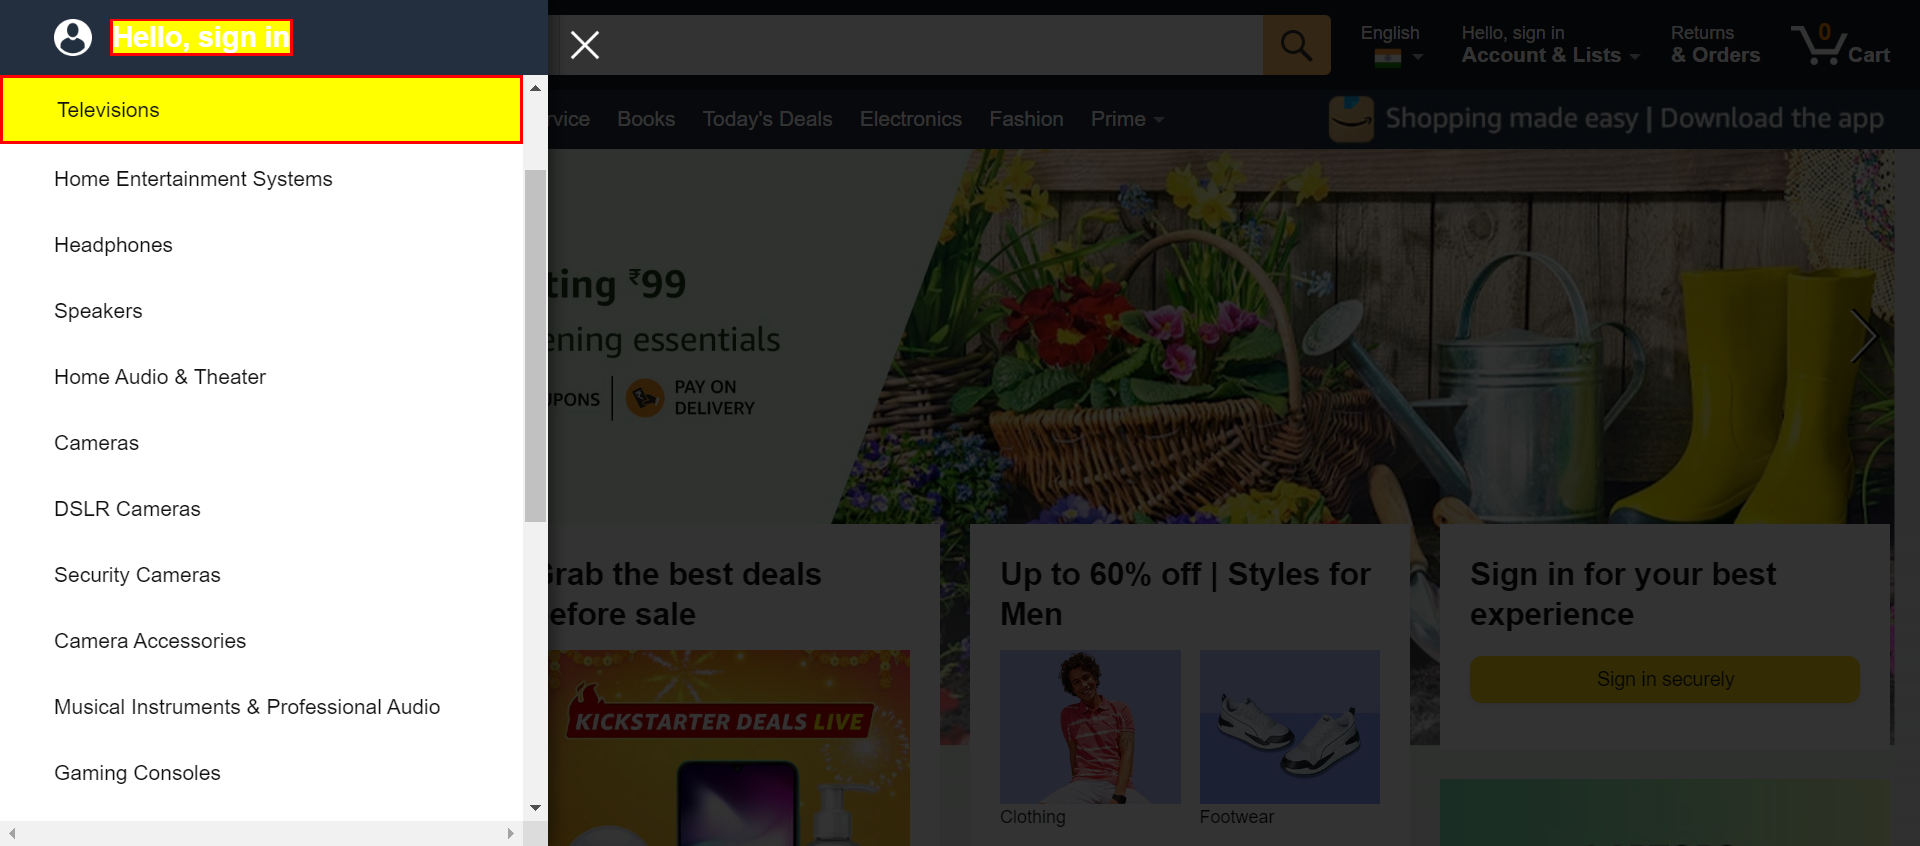 Hello, sign in
English
Hello, sign in
Account & Lists
Returns
& Orders
0
Cart
Books
Today's Deals
Electronics
Fashion
Prime
Shopping made easy | Download the app
Televisions
Home Entertainment Systems
Headphones
Speakers
Home Audio & Theater
Cameras
DSLR Cameras
Security Cameras
Camera Accessories
Musical Instruments & Professional Audio
Gaming Consoles
₹99
essentials
PAY ON
DELIVERY
Grab the best deals
before sale
KICKSTARTER DEALS LIVE
Up to 60% off | Styles for
Men
Clothing
Footwear
Sign in for your best
experience
Sign in securely